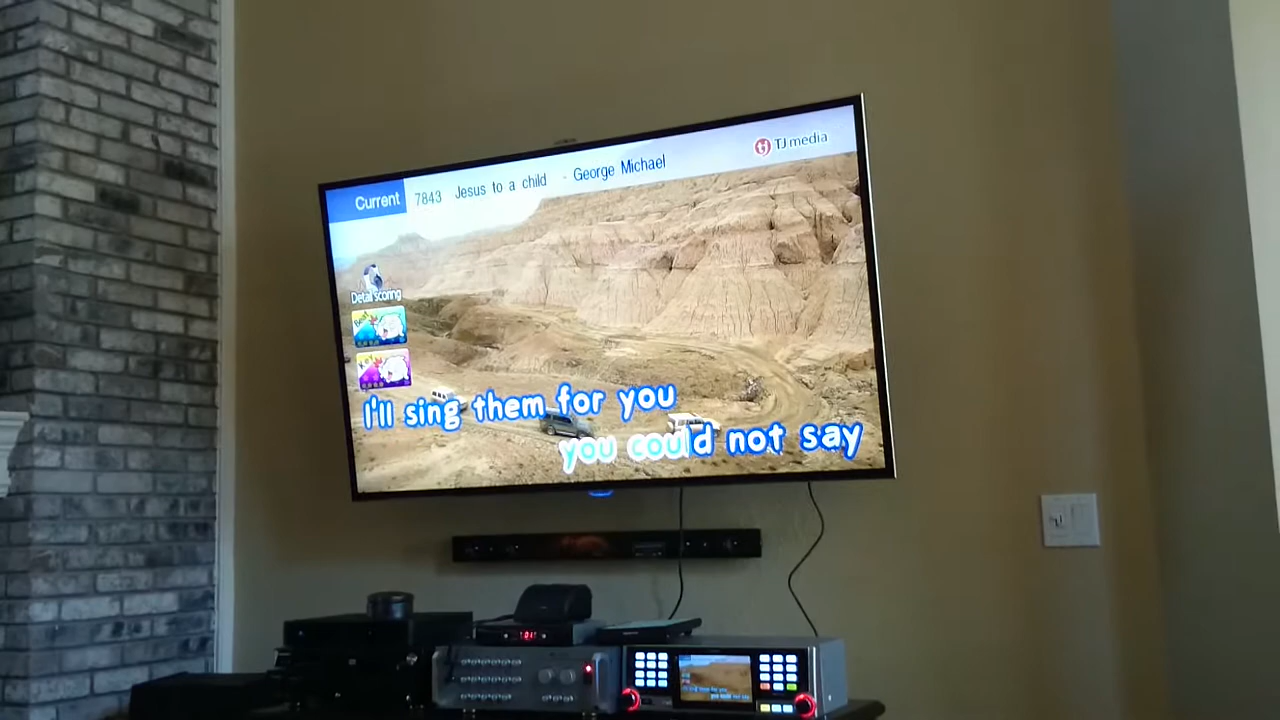 Current 7843 Jesus to a child - George Michael
TJ media
Detail scoring
I'll sing them for you
you could not say